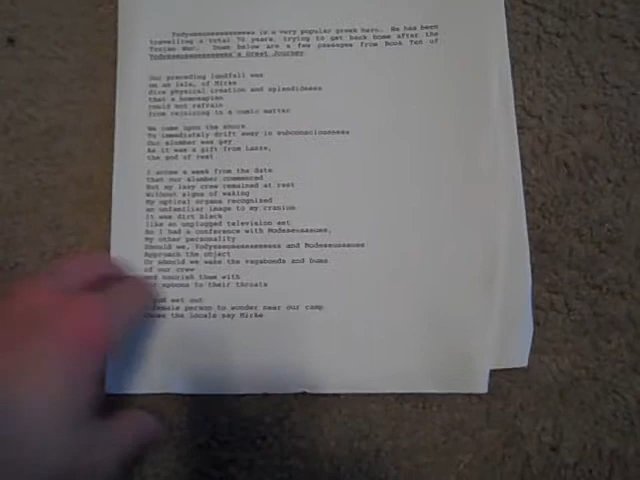 is a very popular greek hero. He has been
travelling a total 70 years, trying to get back home after the
Trojan War. Down below are a few passages from Book Ten of
Great Journey
Our preceding landfall was
on an isle, of Mirke
dire physical creation and splendidness
that a homosapien
could not refrain
from rejoicing in a comic matter
We came upon the shore
To immediately drift away in subconsciousness
Our slumber was gay
As it was a gift from
the god of rest
I arose a week from the date
that our slumber commenced
But my lazy crew remained at rest
Without signs of waking
My optical organs recognized
an unfamiliar image to my cranium
It was dirt black
like an unplugged television set
So I had a conference with
My other personality
Should we, and
Approach the object
Or should we wake the vagabonds and bums
of our crew
and nourish them with
spoons to their throats
set out
female person to wonder near our camp
the locals say Mirke